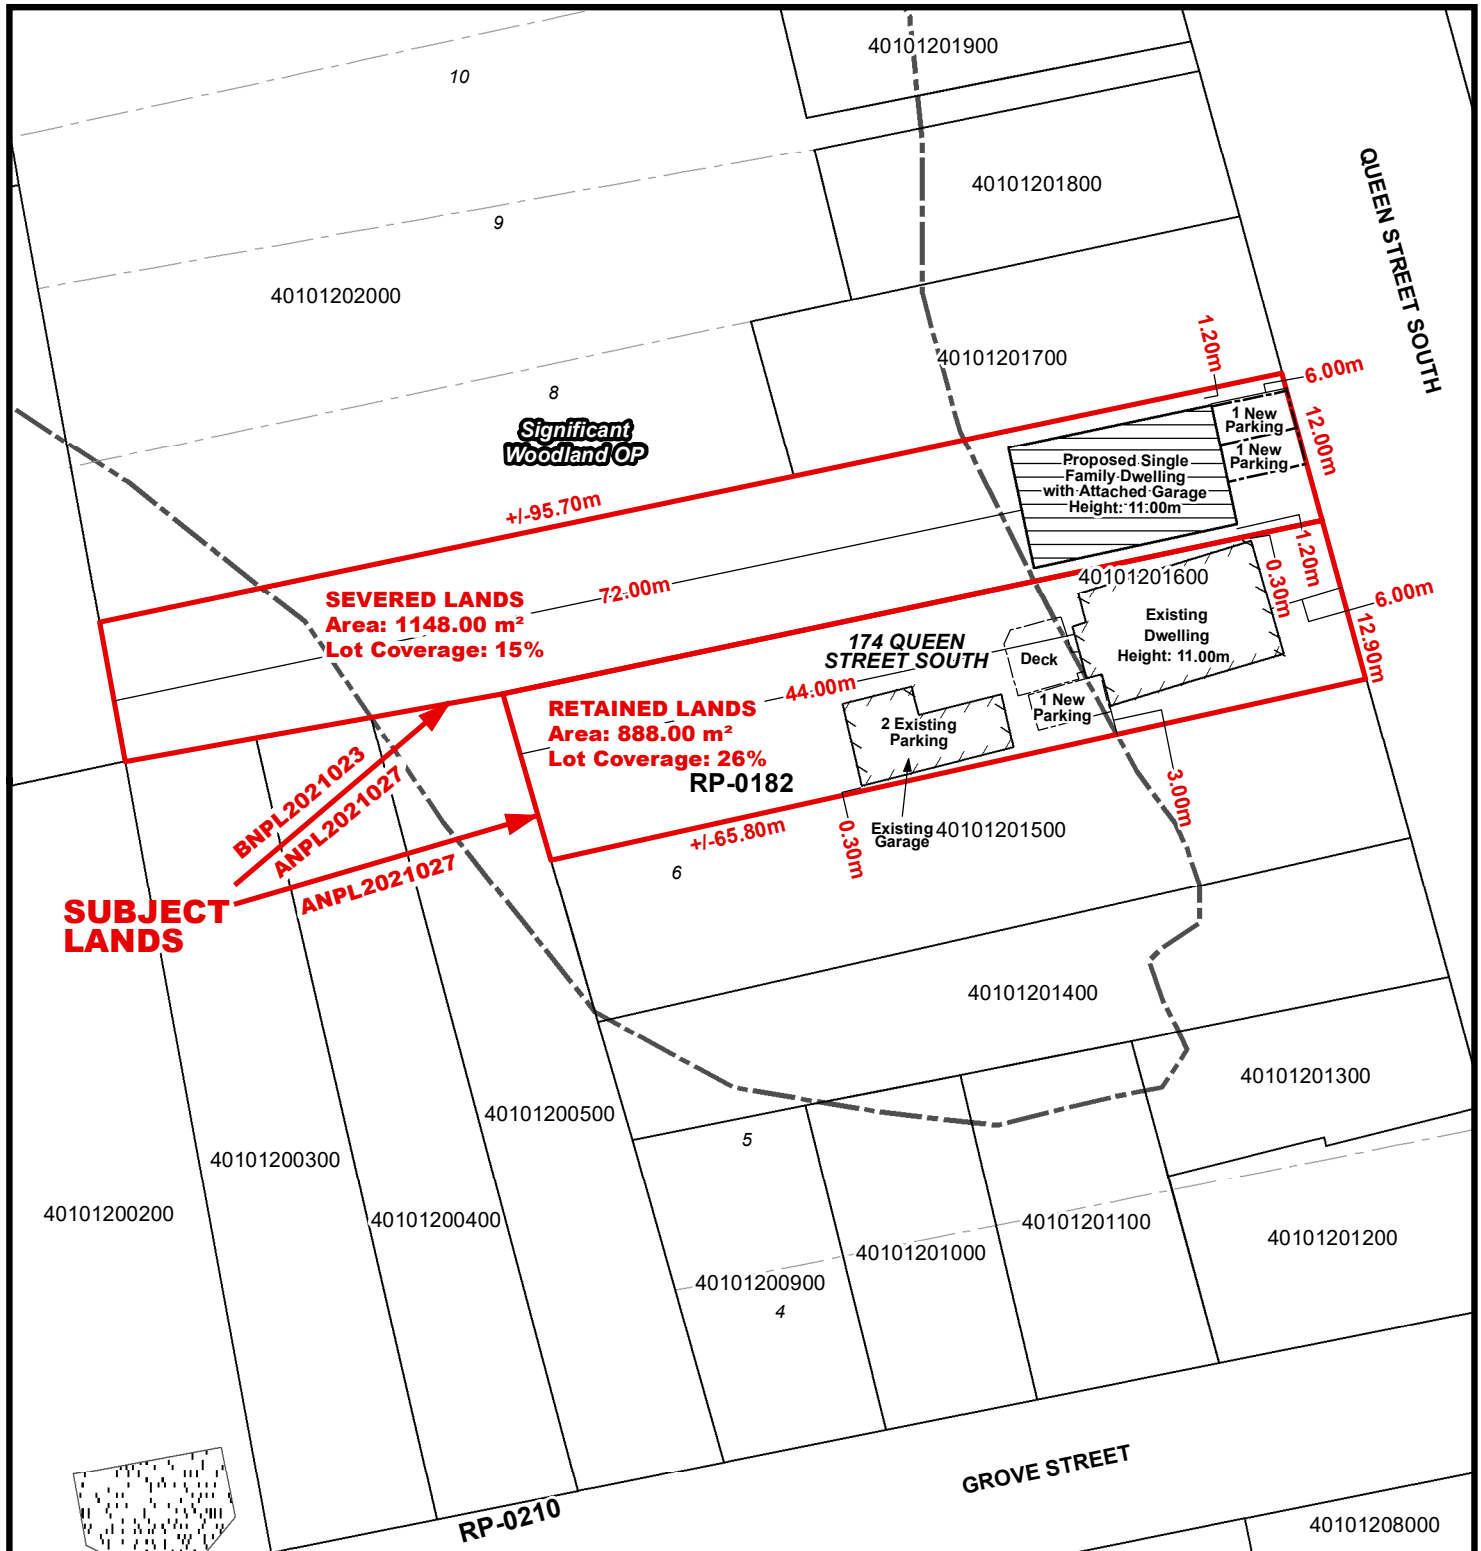 10
40101201900
40101201800
QUEEN STREET SOUTH
9
40101202000
40101201700
1.20m
6.00m
8
Significant
Woodland OP
1 New
Parking
1 New
Parking
12.00m
Proposed Single
Family Dwelling
with Attached Garage
Height: 11.00m
+/-95.70m
72.00m
1.20m
0.30m
6.00m
12.90m
SEVERED LANDS
Area: 1148.00 m²
Lot Coverage: 15%
40101201600
Existing
Dwelling
Height: 11.00m
174 QUEEN
STREET SOUTH
Deck
44.00m
1 New
Parking
RETAINED LANDS
Area: 888.00 m²
Lot Coverage: 26%
RP-0182
2 Existing
Parking
3.00m
BNPL2021023
ANPL2021027
ANPL2021027
SUBJECT
LANDS
+/-65.80m
0.30m
Existing
Garage
40101201500
6
40101201400
40101201300
40101200500
5
40101200300
40101200200
40101200400
40101201100
40101201000
40101201200
40101200900
4
GROVE STREET
RP-0210
40101208000